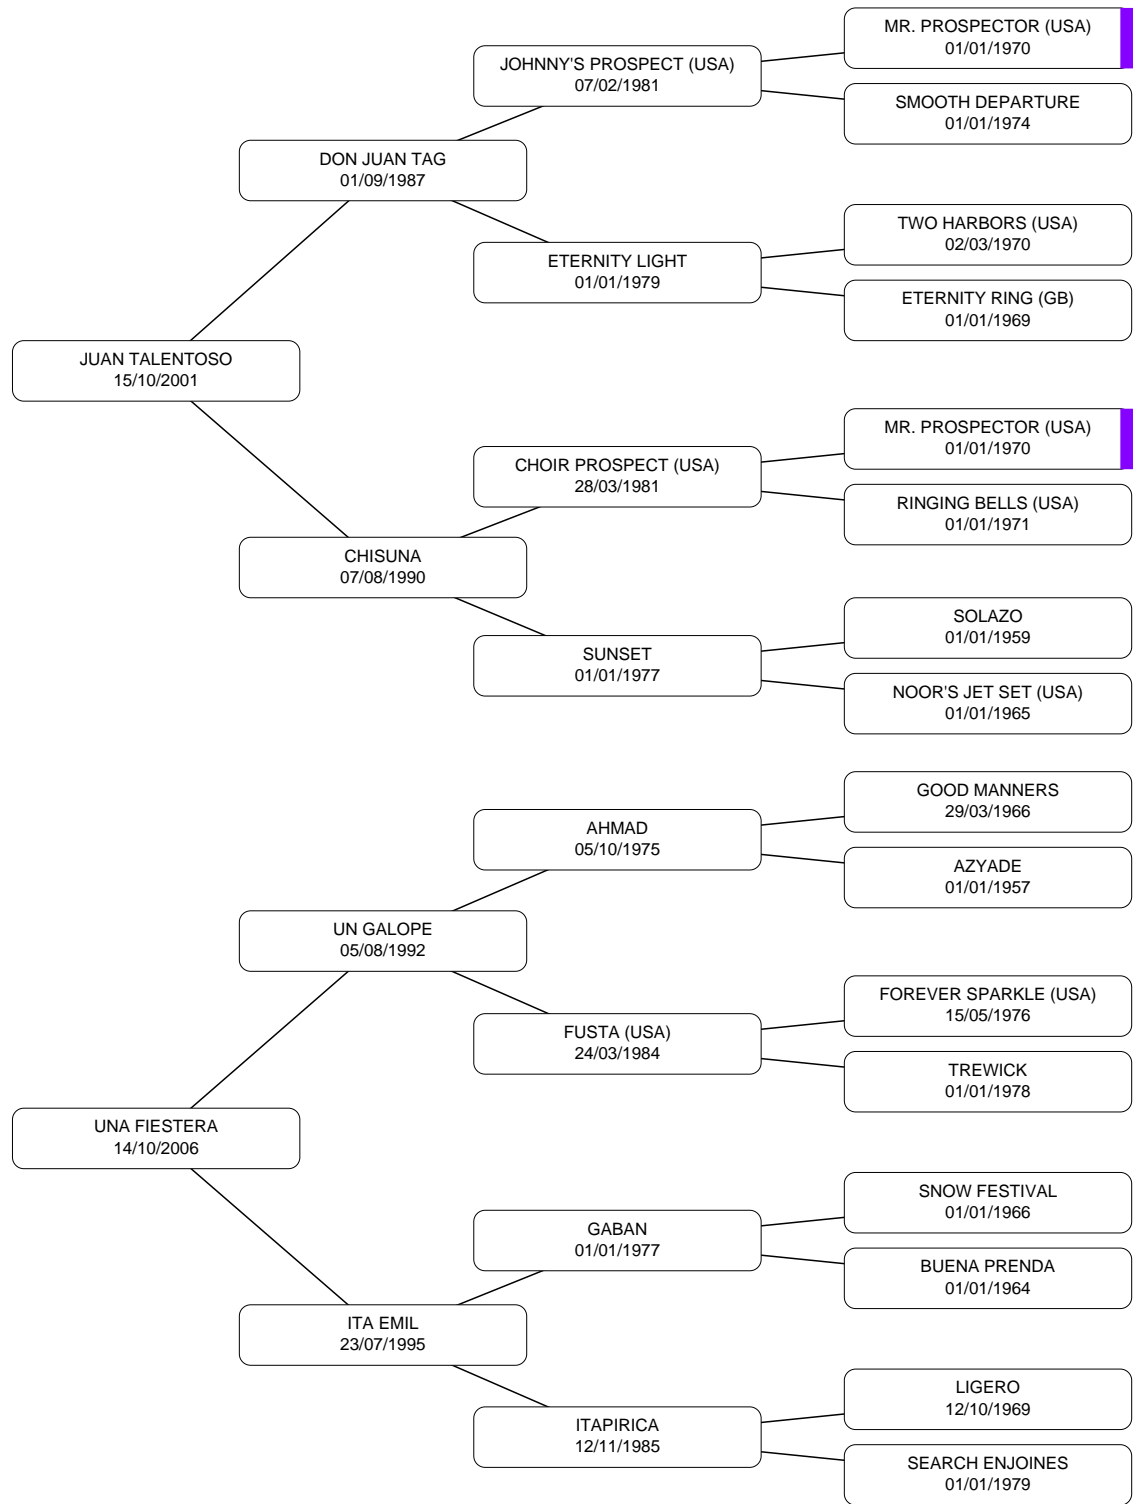 MR. PROSPECTOR (USA)
01/01/1970
JOHNNY'S PROSPECT (USA)
07/02/1981
SMOOTH DEPARTURE
01/01/1974
DON JUAN TAG
01/09/1987
TWO HARBORS (USA)
02/03/1970
ETERNITY LIGHT
01/01/1979
ETERNITY RING (GB)
01/01/1969
JUAN TALENTOSO
15/10/2001
MR. PROSPECTOR (USA)
01/01/1970
CHOIR PROSPECT (USA)
28/03/1981
RINGING BELLS (USA)
01/01/1971
CHISUNA
07/08/1990
SOLAZO
01/01/1959
SUNSET
01/01/1977
NOOR'S JET SET (USA)
01/01/1965
GOOD MANNERS
29/03/1966
AHMAD
05/10/1975
AZYADE
01/01/1957
UN GALOPE
05/08/1992
FOREVER SPARKLE (USA)
15/05/1976
FUSTA (USA)
24/03/1984
TREWICK
01/01/1978
UNA FIESTERA
14/10/2006
SNOW FESTIVAL
01/01/1966
GABAN
01/01/1977
BUENA PRENDA
01/01/1964
ITA EMIL
23/07/1995
LIGERO
12/10/1969
ITAPIRICA
12/11/1985
SEARCH ENJOINES
01/01/1979